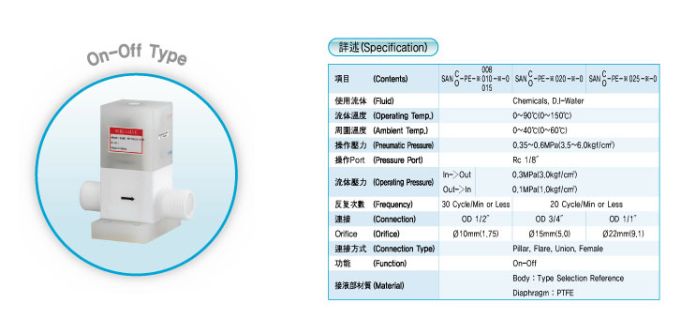 On-Off Type
詳述(Specification)
項目 (Contents) SAN C/O-PE-※ 008 010 015 -※-0 SAN C/O-PE-※020-※-0 SAN C/O-PE-※025-※-0
使用流体 (Fluid) Chemicals, D.I-Water
流体溫度 (Operating Temp.) 0~90℃(0~150℃)
周圍溫度 (Ambient Temp.) 0~40℃(0~60℃)
操作壓力 (Pneumatic Pressure) 0.35~0.6MPa(3.5~6.0kgf/cm²)
操作Port (Pressure Port) Rc 1/8"
流体壓力 (Operating Pressure) In->Out 0.3MPa(3.0kgf/cm²)
Out->In 0.1MPa(1.0kgf/cm²)
反复次數 (Frequency) 30 Cycle/Min or Less 20 Cycle/Min or Less
連接 (Connection) OD 1/2" OD 3/4" OD 1/1"
Orifice (Orifice) Ø10mm(1.75) Ø15mm(5.0) Ø22mm(9.1)
連接方式 (Connection Type) Pillar, Flare, Union, Female
功能 (Function) On-Off
接液部材質 (Material) Body : Type Selection Reference
Diaphragm : PTFE